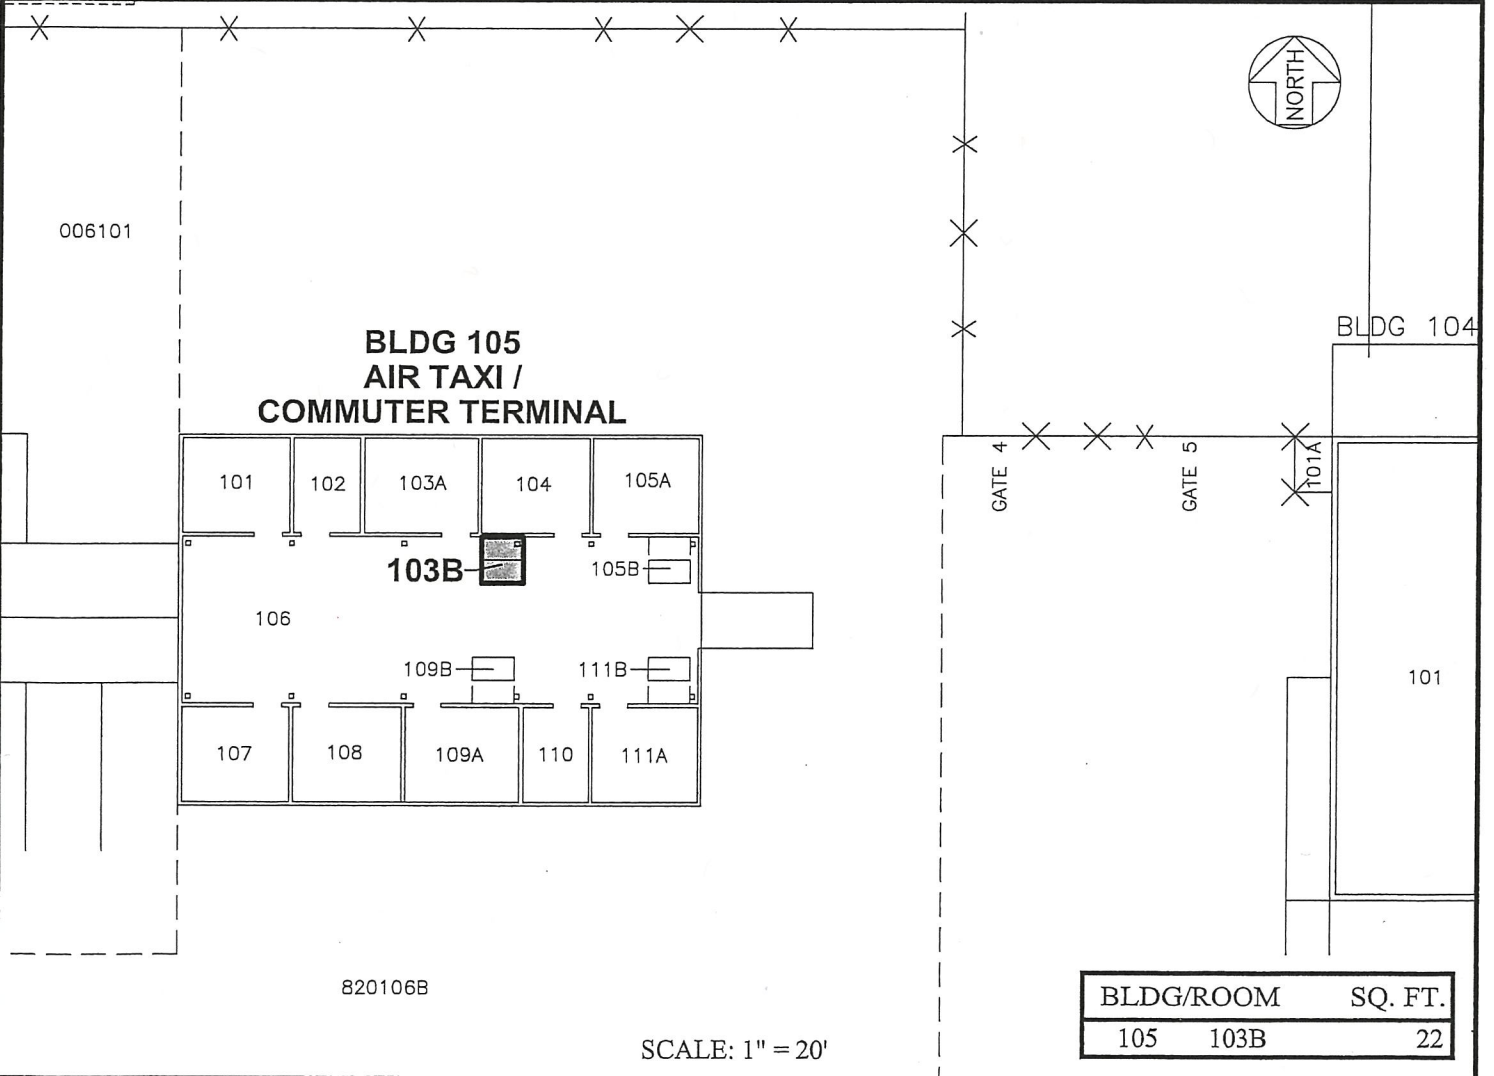 NORTH
006101
BLDG 104
BLDG 105
AIR TAXI /
COMMUTER TERMINAL
GATE 4
GATE 5
101A
101
102
103A
104
105A
103B
105B
106
109B
111B
101
107
108
109A
110
111A
820106B
BLDG/ROOM SQ. FT.
105 103B 22
SCALE: 1" = 20'